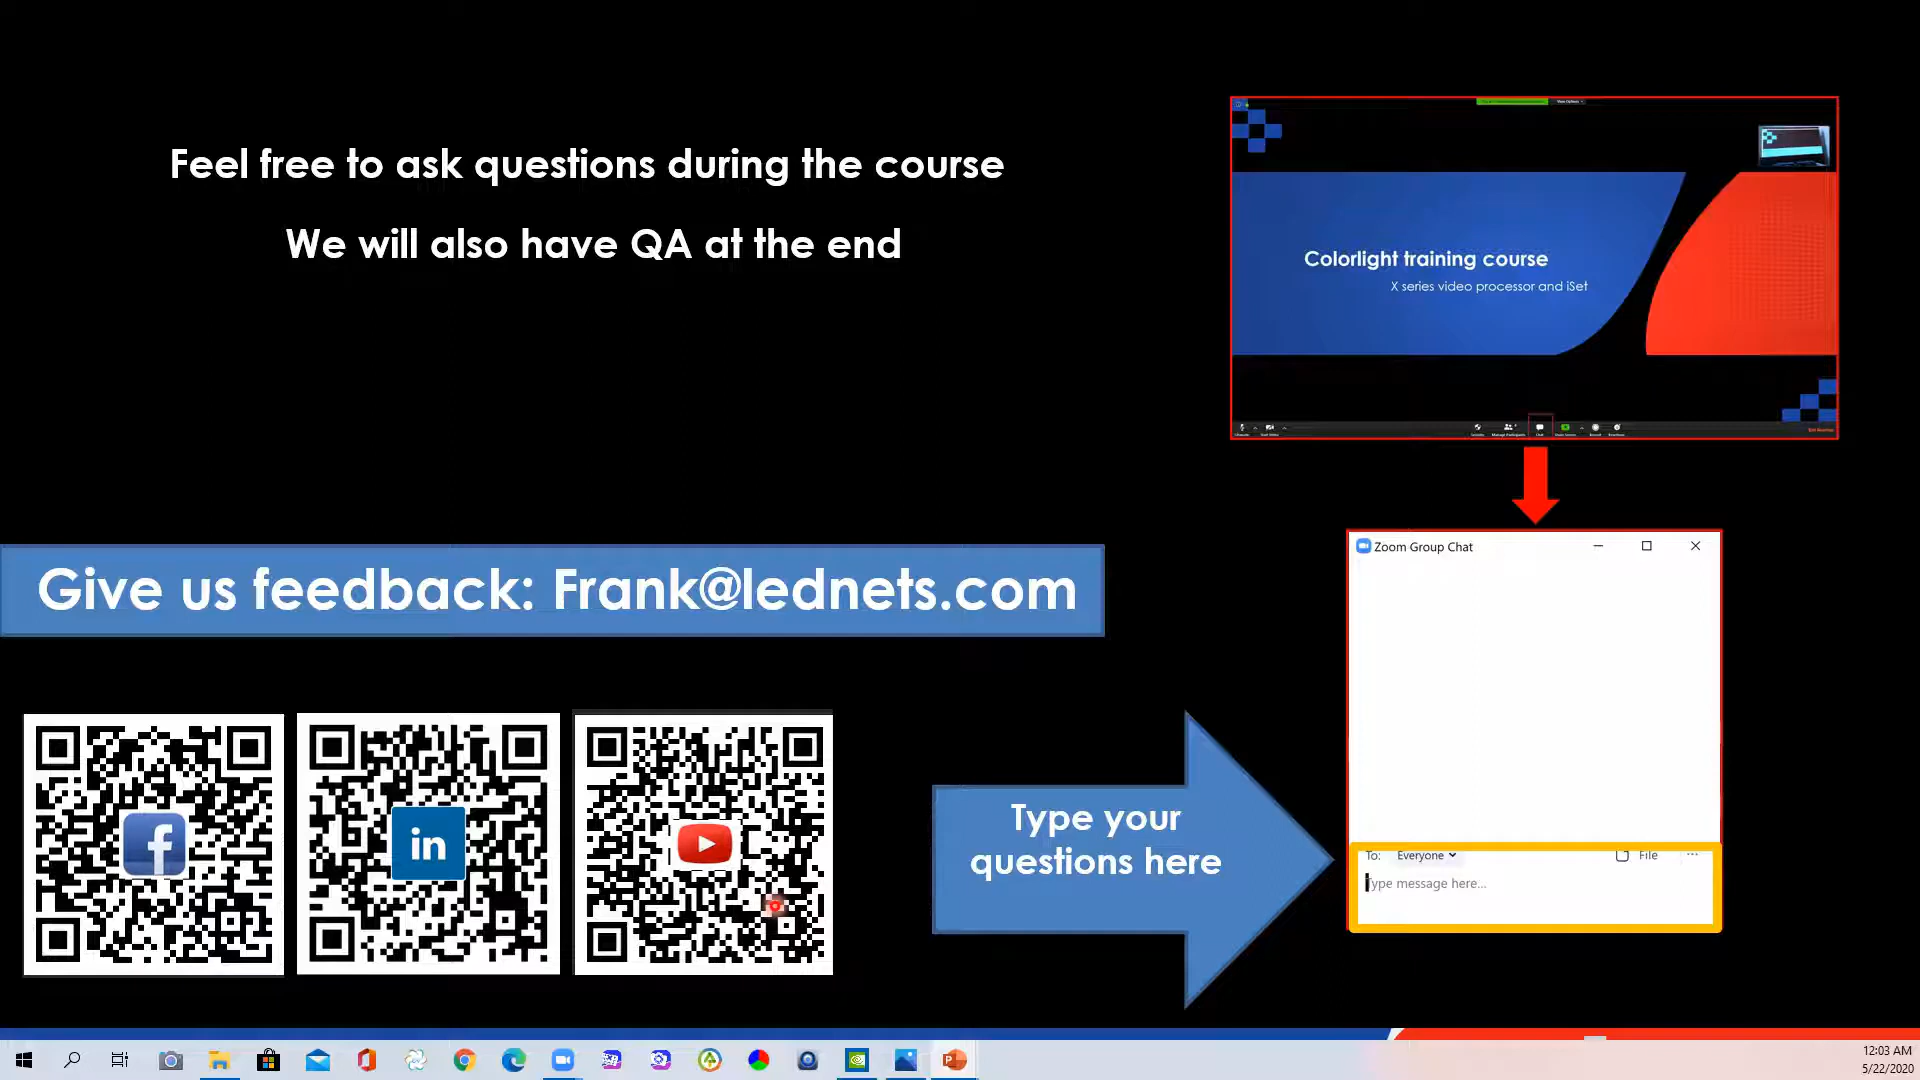 Feel free to ask questions during the course
We will also have QA at the end
Colorlight training course
X series video processor and iSet
Give us feedback: Frank@lednets.com
Zoom Group Chat
f
in
Type your
questions here
To: Everyone File ...
Type message here...
12:03 AM
5/22/2020